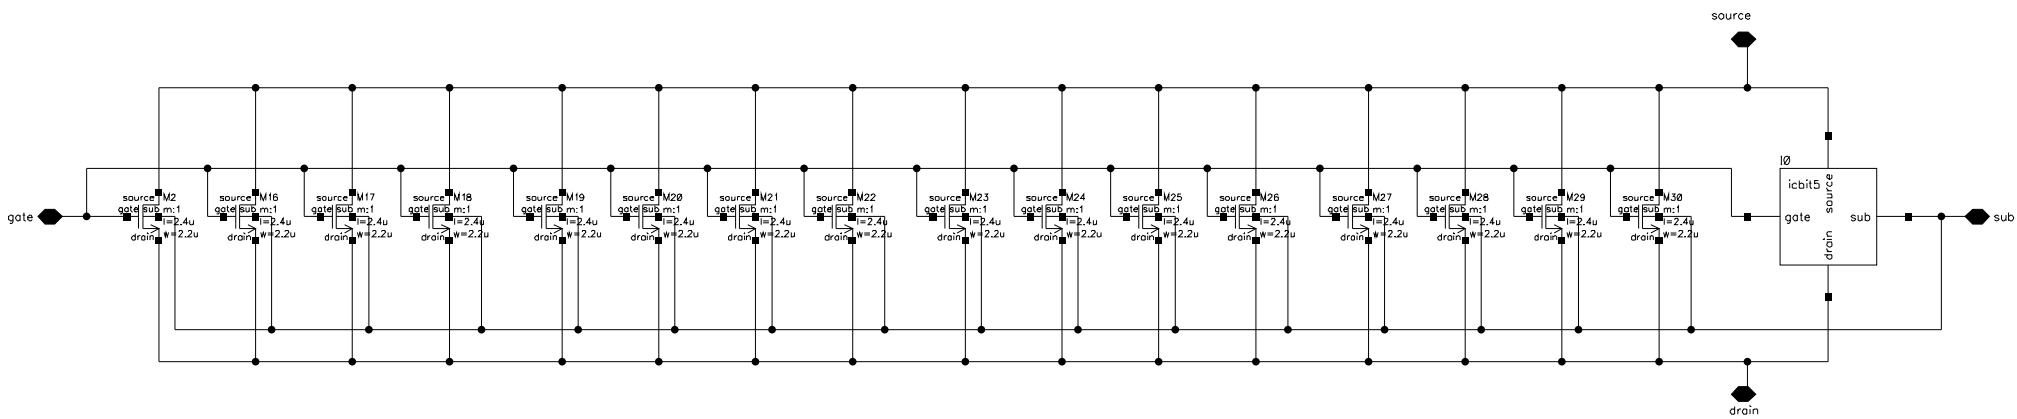 source
I0
icbit5
source
gate
sub
drain
gate
sub
drain
source M2
gate sub m:1
l=2.4u
drain w=2.2u
source M16
gate sub m:1
l=2.4u
drain w=2.2u
source M17
gate sub m:1
l=2.4u
drain w=2.2u
source M18
gate sub m:1
l=2.4u
drain w=2.2u
source M19
gate sub m:1
l=2.4u
drain w=2.2u
source M20
gate sub m:1
l=2.4u
drain w=2.2u
source M21
gate sub m:1
l=2.4u
drain w=2.2u
source M22
gate sub m:1
l=2.4u
drain w=2.2u
source M23
gate sub m:1
l=2.4u
drain w=2.2u
source M24
gate sub m:1
l=2.4u
drain w=2.2u
source M25
gate sub m:1
l=2.4u
drain w=2.2u
source M26
gate sub m:1
l=2.4u
drain w=2.2u
source M27
gate sub m:1
l=2.4u
drain w=2.2u
source M28
gate sub m:1
l=2.4u
drain w=2.2u
source M29
gate sub m:1
l=2.4u
drain w=2.2u
source M30
gate sub m:1
l=2.4u
drain w=2.2u